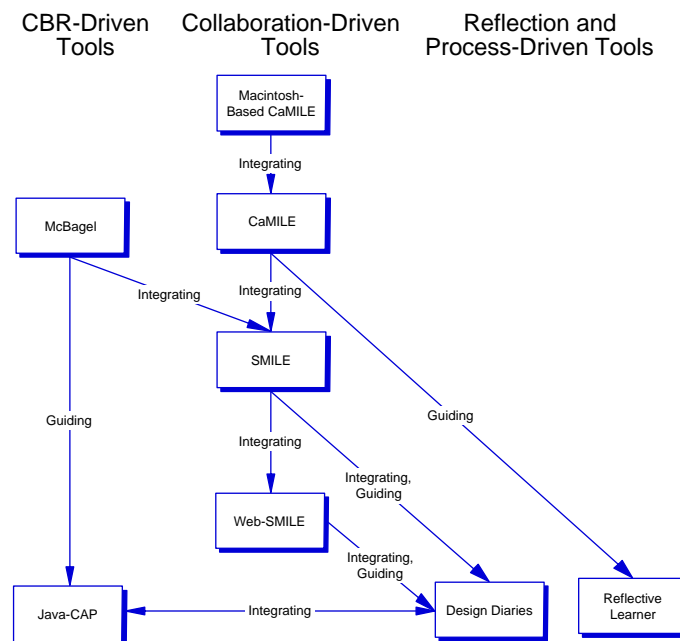 CBR-Driven
Tools
Collaboration-Driven
Tools
Reflection and
Process-Driven Tools
Macintosh-
Based CaMILE
Integrating
McBagel
CaMILE
Integrating
Integrating
SMILE
Guiding
Guiding
Integrating
Integrating,
Guiding
Web-SMILE
Integrating,
Guiding
Java-CAP
Integrating
Design Diaries
Reflective
Learner